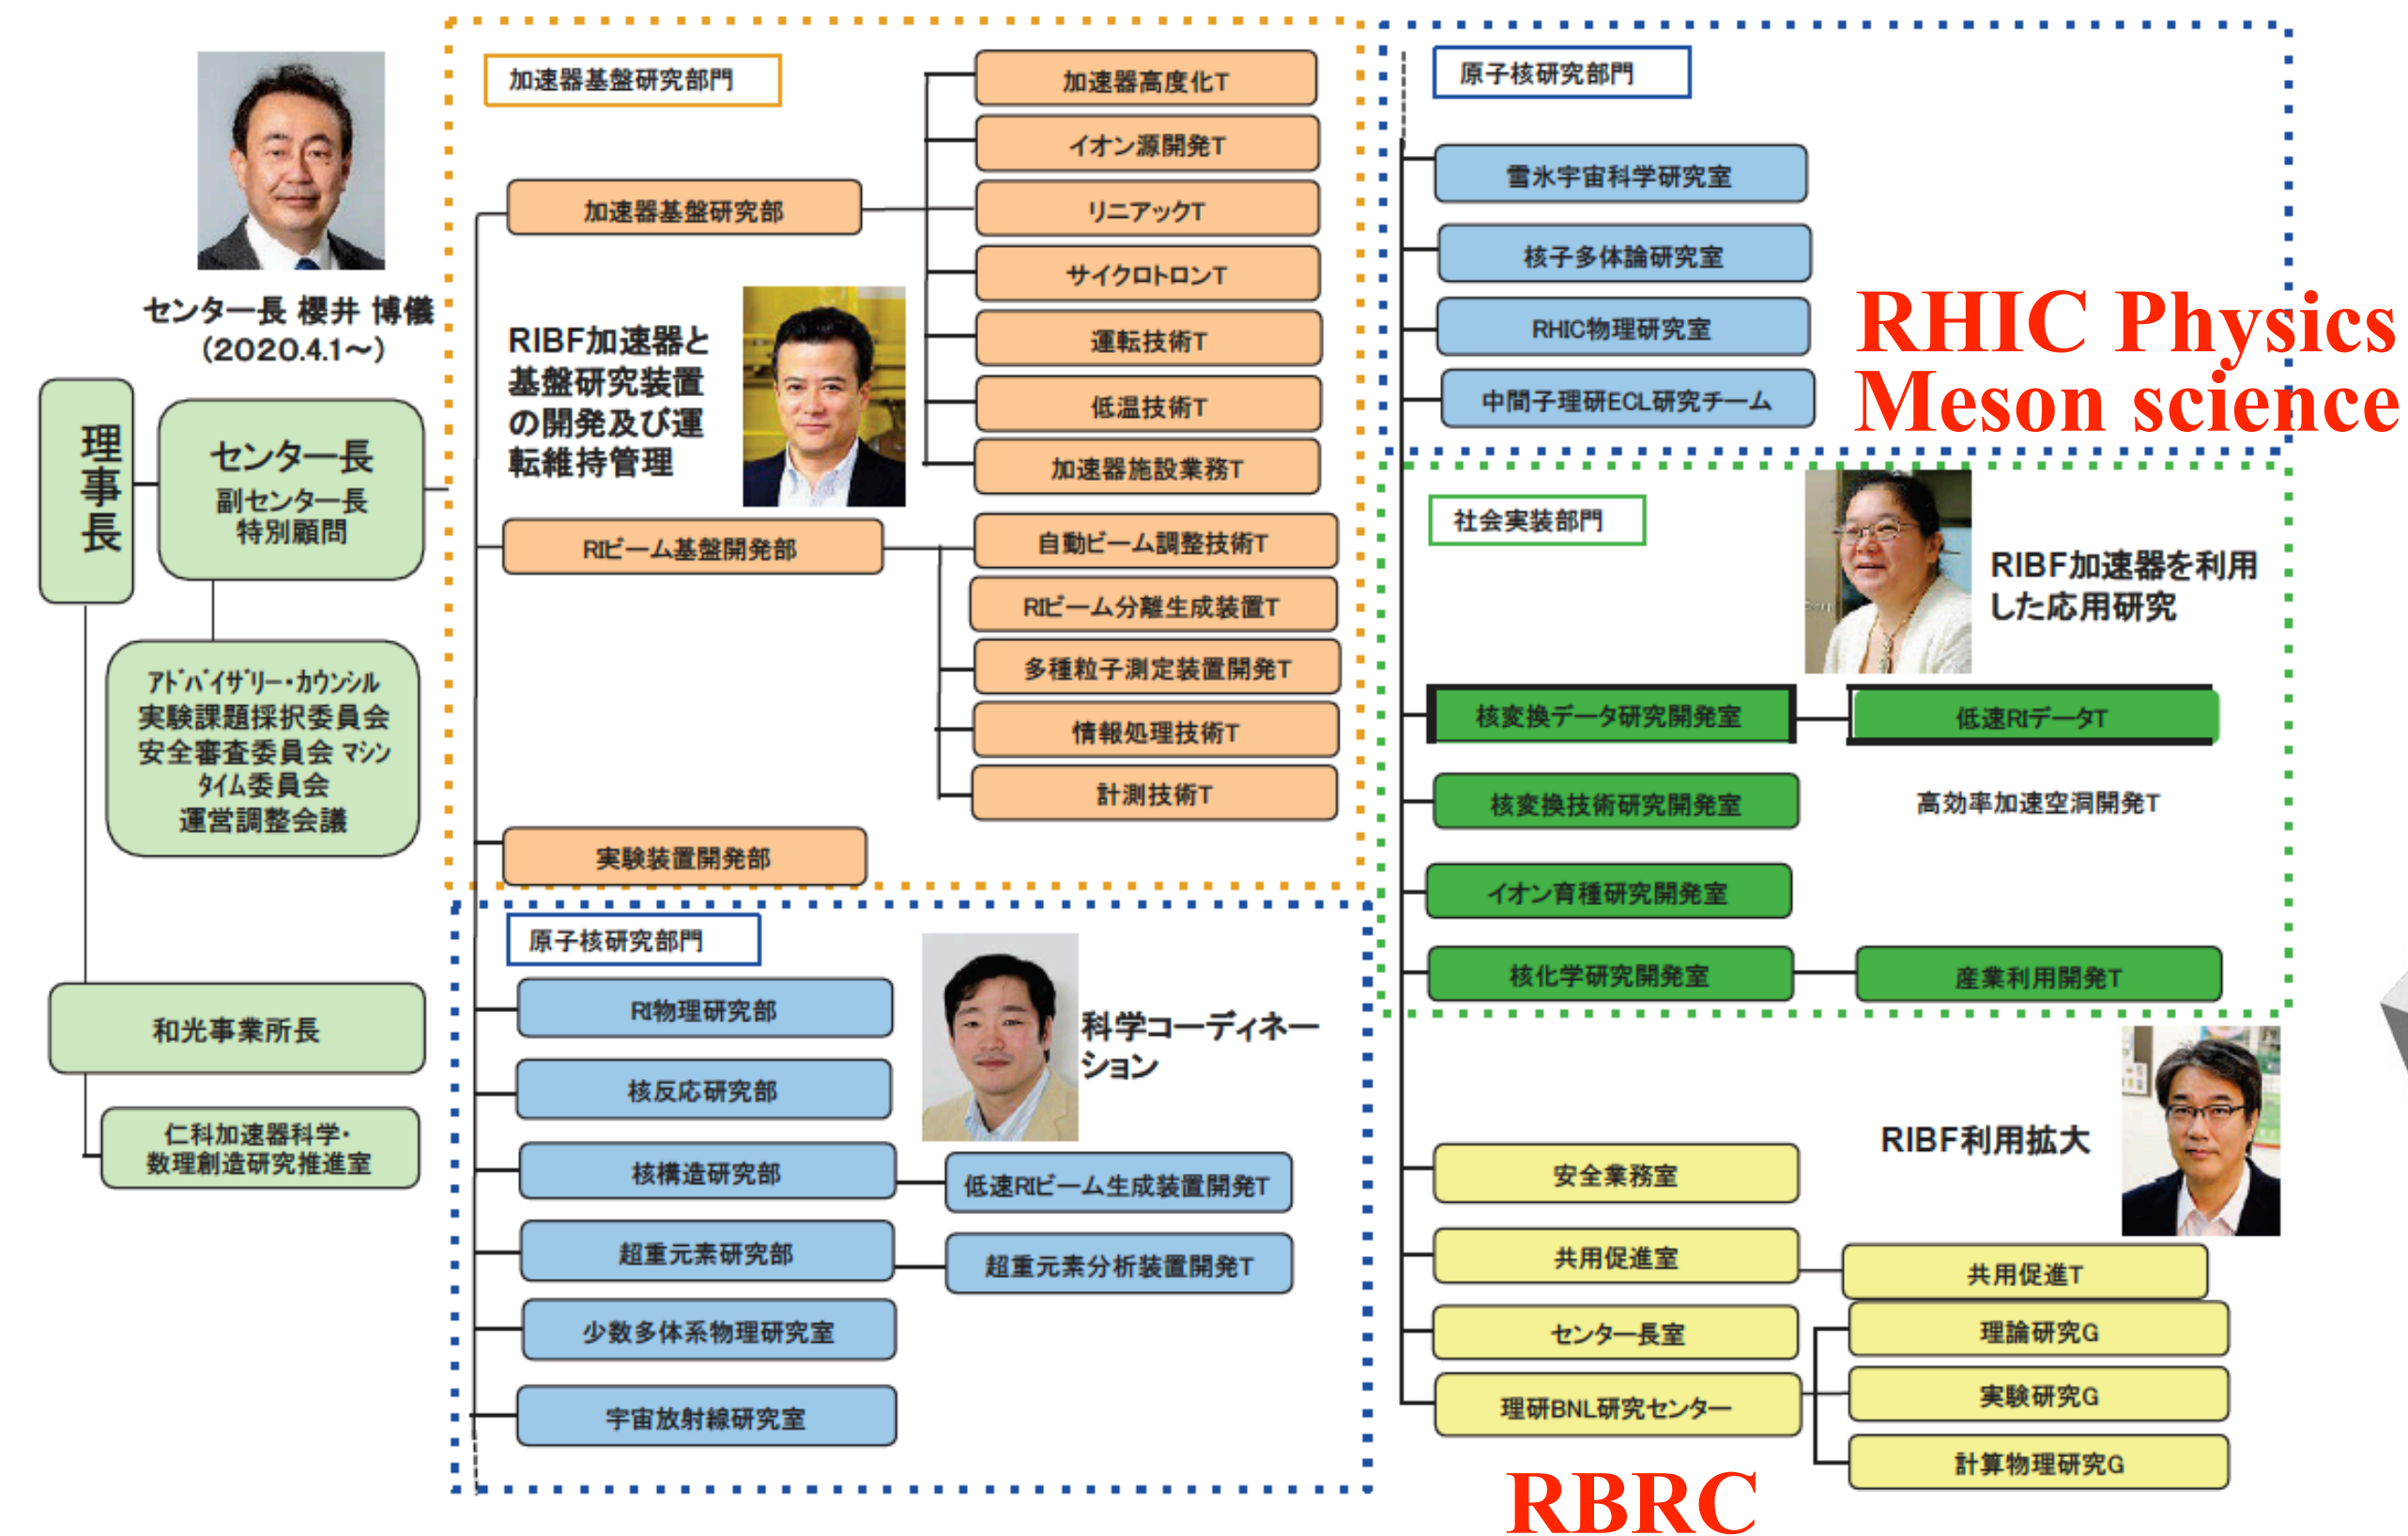 センター長 櫻井 博儀
(2020.4.1～)
理事長
センター長
副センター長
特別顧問
アドバイザリー・カウンシル
実験課題採択委員会
安全審査委員会 マシン
タイム委員会
運営調整会議
和光事業所長
仁科加速器科学・
数理創造研究推進室
加速器基盤研究部門
加速器基盤研究部
加速器高度化T
イオン源開発T
リニアックT
サイクロトロンT
運転技術T
低温技術T
加速器施設業務T
RIBF加速器と
基盤研究装置
の開発及び運
転維持管理
RIビーム基盤開発部
自動ビーム調整技術T
RIビーム分離生成装置T
多種粒子測定装置開発T
情報処理技術T
計測技術T
実験装置開発部
原子核研究部門
科学コーディネー
ション
RI物理研究部
核反応研究部
核構造研究部
低速RIビーム生成装置開発T
超重元素研究部
超重元素分析装置開発T
少数多体系物理研究室
宇宙放射線研究室
原子核研究部門
雪氷宇宙科学研究室
核子多体論研究室
RHIC物理研究室
中間子理研ECL研究チーム
RHIC Physics
Meson science
社会実装部門
RIBF加速器を利用
した応用研究
核変換データ研究開発室
低速RIデータT
核変換技術研究開発室
高効率加速空洞開発T
イオン育種研究開発室
核化学研究開発室
産業利用開発T
RIBF利用拡大
安全業務室
共用促進室
共用促進T
センター長室
理研BNL研究センター
理論研究G
実験研究G
計算物理研究G
RBRC